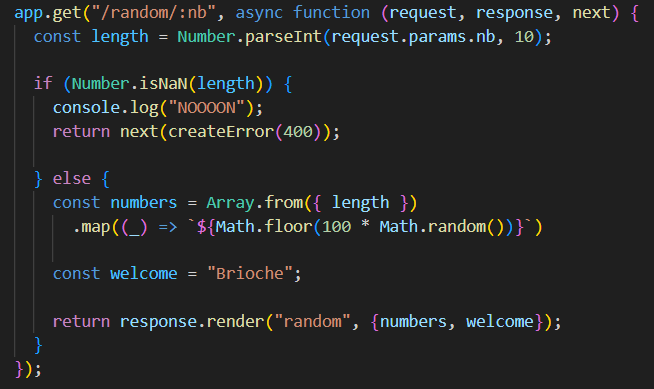 app.get("/random/:nb", async function (request, response, next) {
  const length = Number.parseInt(request.params.nb, 10);

  if (Number.isNaN(length)) {
    console.log("NOOOON");
    return next(createError(400));

  } else {
    const numbers = Array.from({ length })
      .map((_) => `${Math.floor(100 * Math.random())}`)

    const welcome = "Brioche";

    return response.render("random", {numbers, welcome});
  }
});